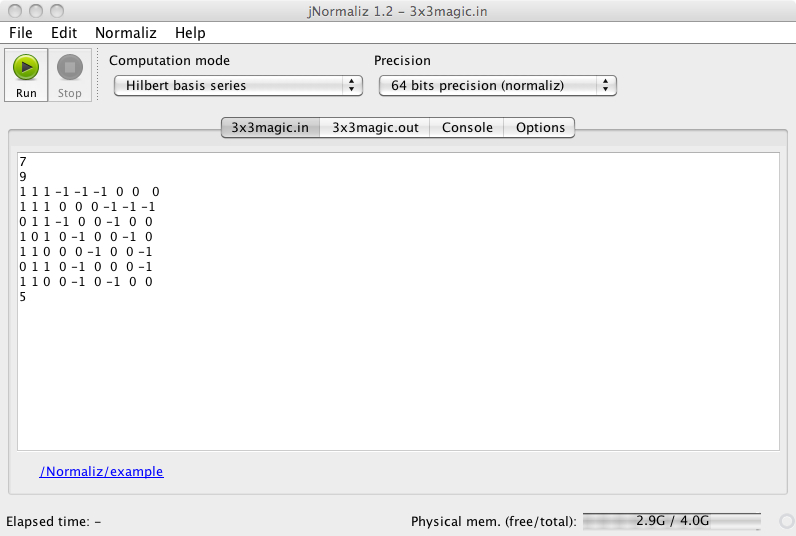 jNormaliz 1.2 – 3x3magic.in
File Edit Normaliz Help
Computation mode Precision
Run Stop Hilbert basis series 64 bits precision (normaliz)
3x3magic.in 3x3magic.out Console Options
7
9
1 1 1 -1 -1 -1 0 0 0
1 1 1 0 0 0 -1 -1 -1
0 1 1 -1 0 0 -1 0 0
1 0 1 0 -1 0 0 -1 0
1 1 0 0 0 -1 0 0 -1
0 1 1 0 -1 0 0 0 -1
1 1 0 0 -1 0 -1 0 0
5
/Normaliz/example
Elapsed time: – Physical mem. (free/total): 2.9G / 4.0G